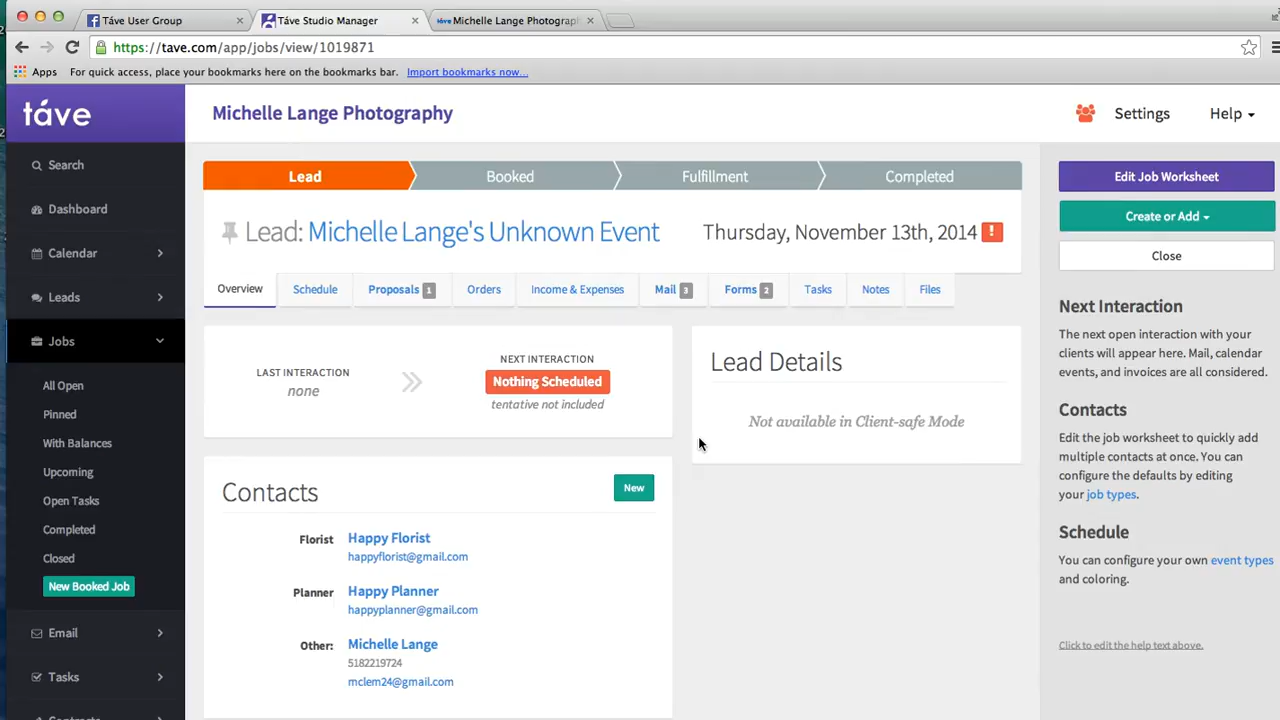 Táve User Group
Táve Studio Manager
táve Michelle Lange Photograp
https://tave.com/app/jobs/view/1019871
Apps
For quick access, place your bookmarks here on the bookmarks bar.
Import bookmarks now...
táve
Michelle Lange Photography
Settings
Help
Search
Dashboard
Calendar
Leads
Jobs
All Open
Pinned
With Balances
Upcoming
Open Tasks
Completed
Closed
New Booked Job
Email
Tasks
Contracts
Lead
Booked
Fulfillment
Completed
Lead: Michelle Lange's Unknown Event
Thursday, November 13th, 2014 !
Overview
Schedule
Proposals 1
Orders
Income & Expenses
Mail 3
Forms 2
Tasks
Notes
Files
LAST INTERACTION
none
NEXT INTERACTION
Nothing Scheduled
tentative not included
Contacts
New
Florist
Happy Florist
happyflorist@gmail.com
Planner
Happy Planner
happyplanner@gmail.com
Other:
Michelle Lange
5182219724
mclem24@gmail.com
Lead Details
Not available in Client-safe Mode
Edit Job Worksheet
Create or Add
Close
Next Interaction
The next open interaction with your
clients will appear here. Mail, calendar
events, and invoices are all considered.
Contacts
Edit the job worksheet to quickly add
multiple contacts at once. You can
configure the defaults by editing
your job types.
Schedule
You can configure your own event types
and coloring.
Click to edit the help text above.